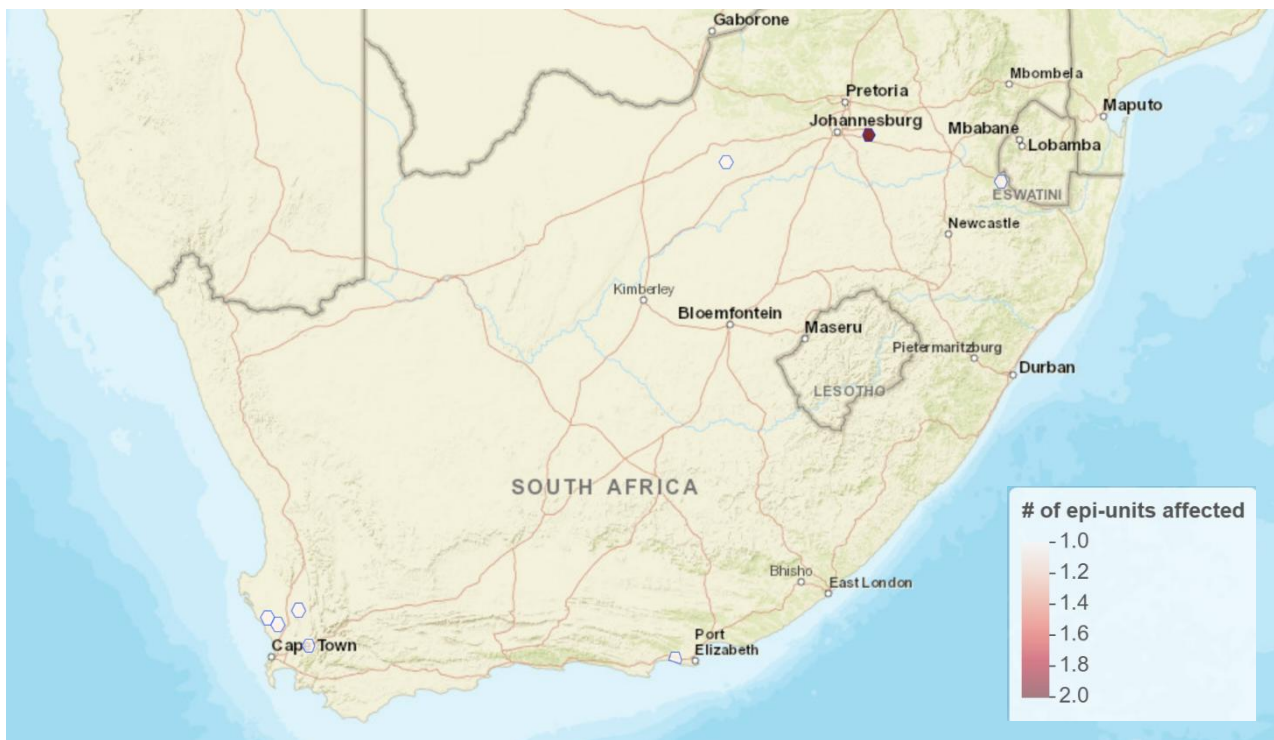 Gaborone
Mbombela
Pretoria
Maputo
Johannesburg
Mbabane
Lobamba
ESWATINI
Newcastle
Kimberley
Bloemfontein
Maseru
Pietermaritzburg
Durban
LESOTHO
SOUTH AFRICA
# of epi-units affected
1.0
1.2
1.4
1.6
1.8
2.0
Bhisho
East London
Port
Elizabeth
Cape Town